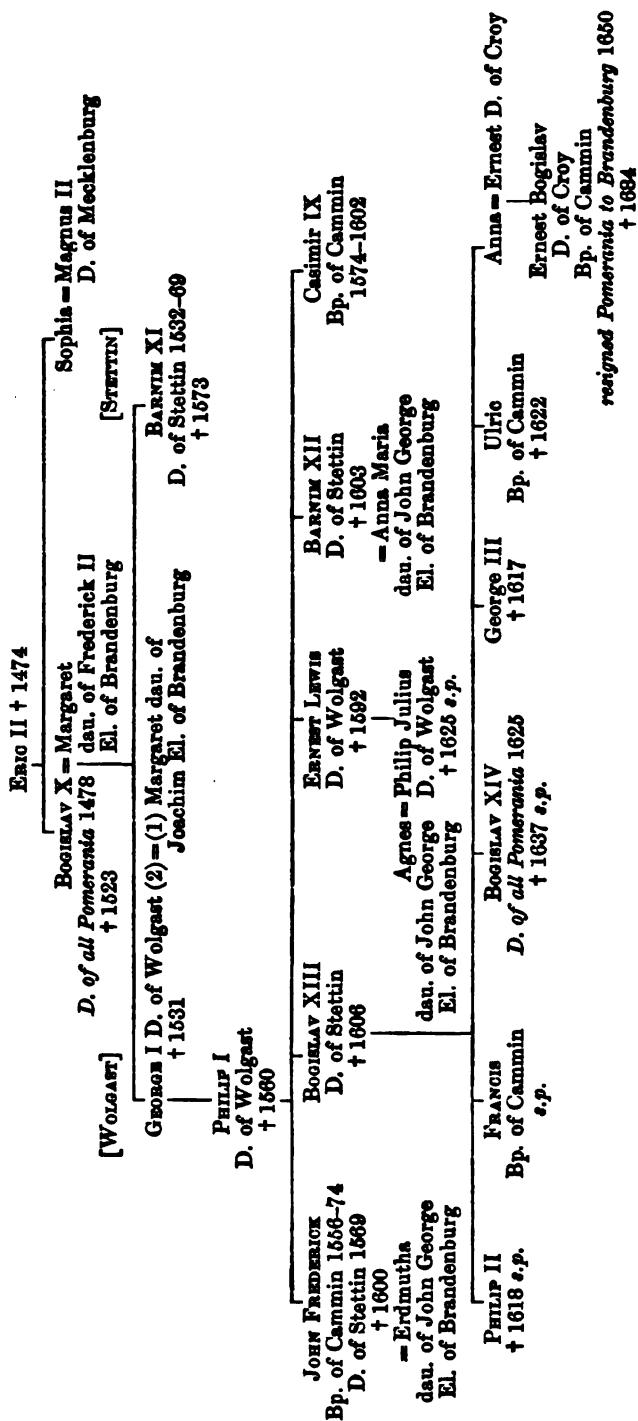 ERIC II † 1474
BOGISLAV X = MARGARET
D. of all Pomerania 1478 dau. of Frederick II
† 1523 El. of Brandenburg
Sophia = Magnus II
D. of Mecklenburg
[WOLGAST]
[STETTIN]
GEORGE I D. of Wolgast (2) = (1) Margaret dau. of
† 1531 Joachim El. of Brandenburg
BARNIM XI
D. of Stettin 1532–69
† 1573
PHILIP I
D. of Wolgast
† 1560
JOHN FREDERICK
Bp. of Cammin 1556–74
D. of Stettin 1569
† 1600
= Erdmutha
dau. of John George
El. of Brandenburg
BOGISLAV XIII
D. of Stettin
† 1606
ERNEST LEWIS
D. of Wolgast
† 1592
Agnes = Philip Julius
dau. of John George D. of Wolgast
El. of Brandenburg † 1625 s.p.
BARNIM XII
D. of Stettin
† 1603
= Anna Maria
dau. of John George
El. of Brandenburg
Casimir IX
Bp. of Cammin
1574–1602
PHILIP II
† 1618 s.p.
FRANCIS
Bp. of Cammin
s.p.
BOGISLAV XIV
D. of all Pomerania 1625
† 1637 s.p.
George III
† 1617
Ulric
Bp. of Cammin
† 1622
Anna = Ernest D. of Croy
Ernest Bogislav
D. of Croy
Bp. of Cammin
resigned Pomerania to Brandenburg 1650
† 1684